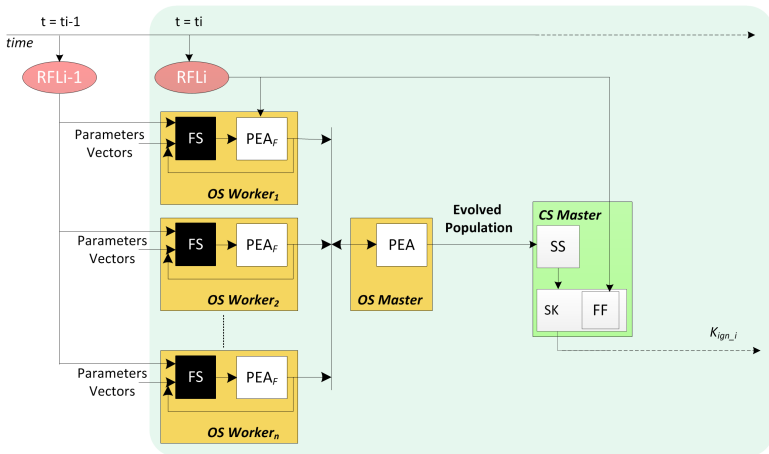 t = ti-1
t = ti
time
RFLi-1
RFLi
Parameters
Vectors
FS
PEAF
OS Worker1
Parameters
Vectors
FS
PEAF
OS Worker2
PEA
OS Master
Evolved
Population
CS Master
SS
SK
FF
Kign_i
Parameters
Vectors
FS
PEAF
OS Workern